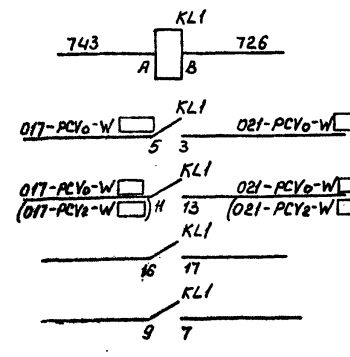 KL1
743 726
A B
KL1
017-PCV0-W 021-PCV0-W
5 3
KL1
017-PCV0-W 021-PCV0-W
(017-PCV2-W ) 11 13 (021-PCV2-W
KL1
16 17
KL1
9 7